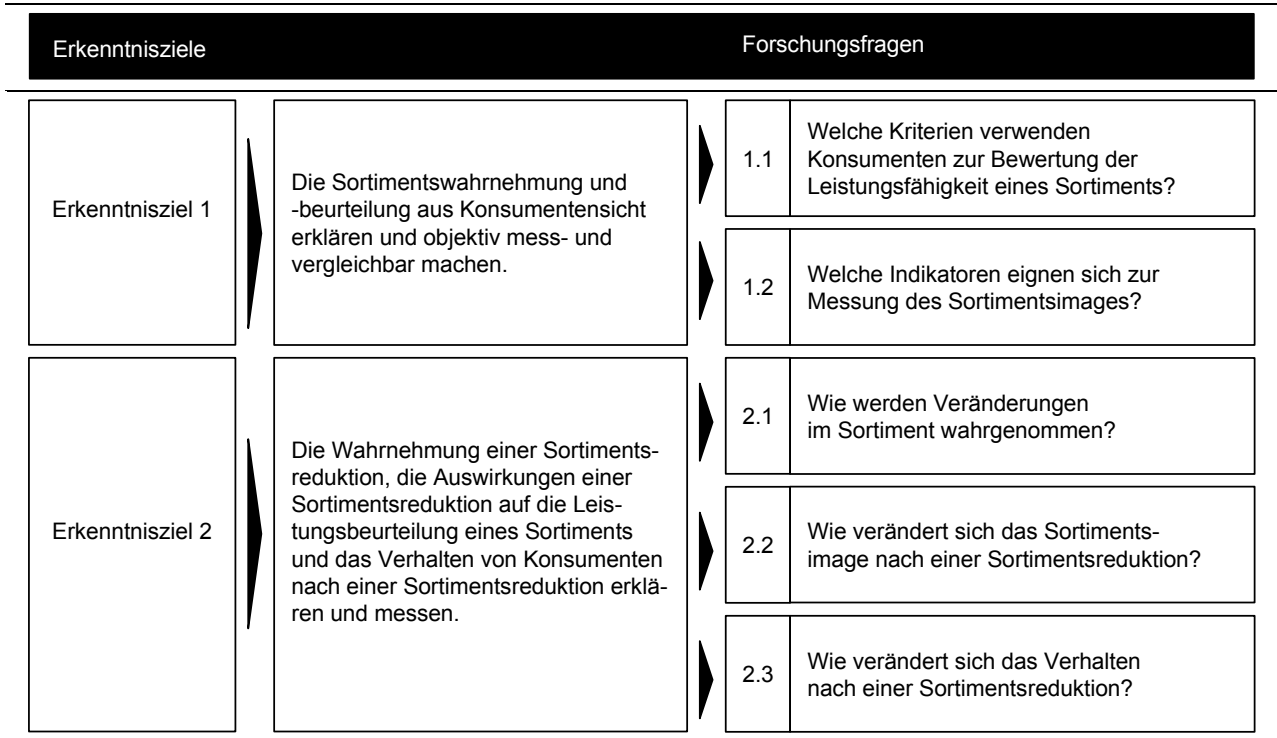 Erkenntnisziele
Forschungsfragen
Erkenntnisziel 1
Die Sortimentswahrnehmung und
-beurteilung aus Konsumentensicht
erklären und objektiv mess- und
vergleichbar machen.
1.1
Welche Kriterien verwenden
Konsumenten zur Bewertung der
Leistungsfähigkeit eines Sortiments?
1.2
Welche Indikatoren eignen sich zur
Messung des Sortimentsimages?
Erkenntnisziel 2
Die Wahrnehmung einer Sortiments-
reduktion, die Auswirkungen einer
Sortimentsreduktion auf die Leis-
tungsbeurteilung eines Sortiments
und das Verhalten von Konsumenten
nach einer Sortimentsreduktion erklä-
ren und messen.
2.1
Wie werden Veränderungen
im Sortiment wahrgenommen?
2.2
Wie verändert sich das Sortiments-
image nach einer Sortimentsreduktion?
2.3
Wie verändert sich das Verhalten
nach einer Sortimentsreduktion?